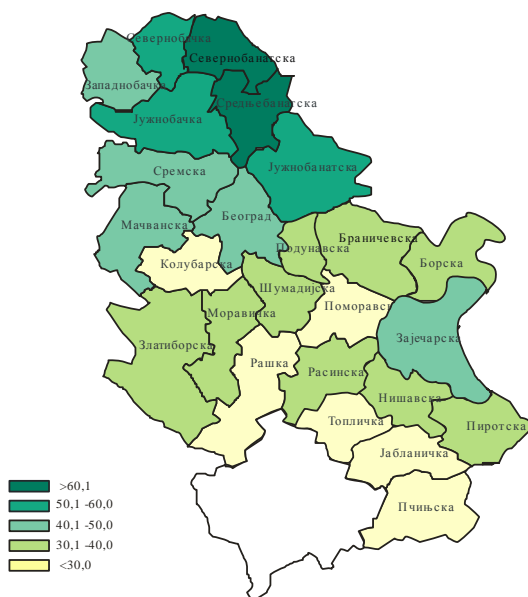 Севернобачка
Севернобанатска
Западнобачка
Средњебанатска
Јужнобачка
Јужнобанатска
Сремска
Мачванска
Београд
Подунавска
Браничевска
Борска
Колубарска
Шумадијска
Поморавск
Моравичка
Зајечарска
Златиборска
Рашка
Расинска
Нишавска
Пиротска
Топличка
Јабланичка
Пчињска
>60,1
50,1 -60,0
40,1 -50,0
30,1 -40,0
<30,0